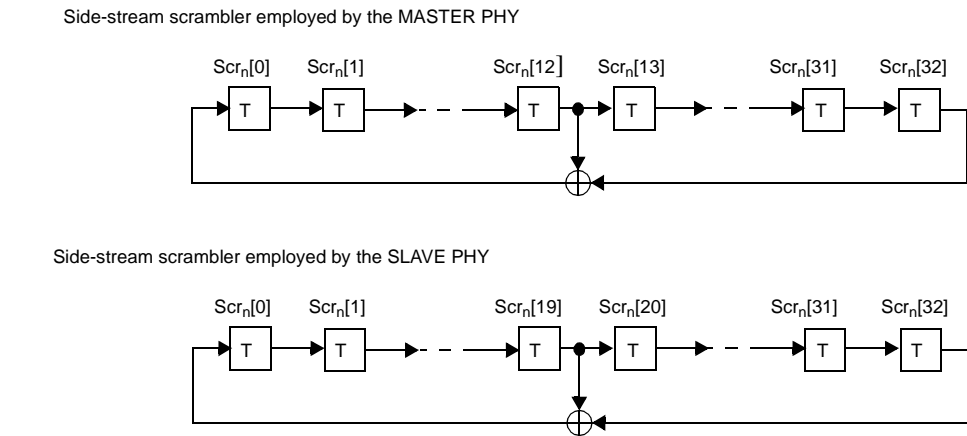 Side-stream scrambler employed by the MASTER PHY
Scrn[0] Scrn[1] Scrn[12] Scrn[13] Scrn[31] Scrn[32]
T T T T T T
Side-stream scrambler employed by the SLAVE PHY
Scrn[0] Scrn[1] Scrn[19] Scrn[20] Scrn[31] Scrn[32]
T T T T T T